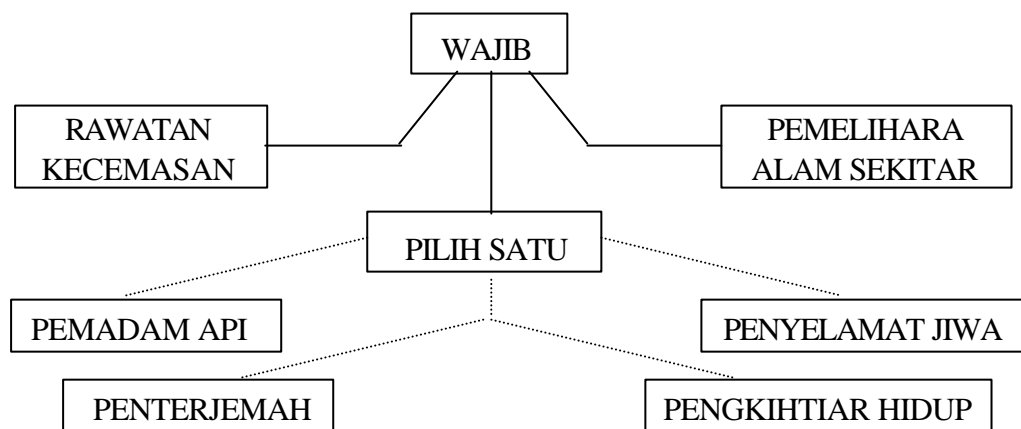 WAJIB
RAWATAN
KECEMASAN
PEMELIHARA
ALAM SEKITAR
PILIH SATU
PEMADAM API
PENYELAMAT JIWA
PENTERJEMAH
PENGKIHTIAR HIDUP